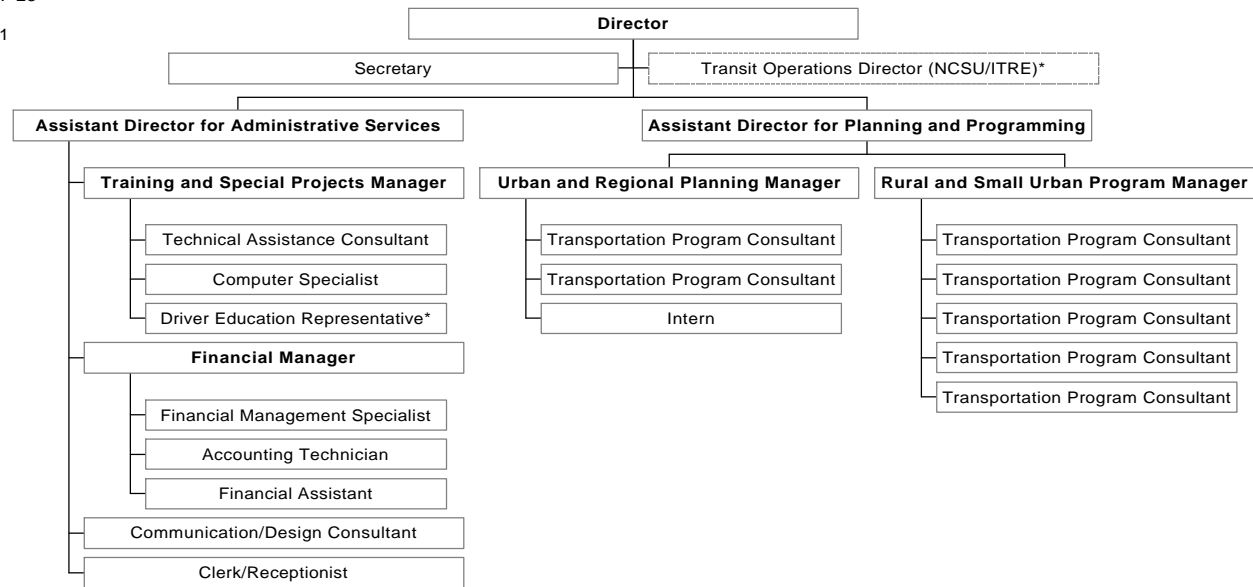 1
Director
Secretary
Transit Operations Director (NCSU/ITRE)*
Assistant Director for Administrative Services
Assistant Director for Planning and Programming
Training and Special Projects Manager
Urban and Regional Planning Manager
Rural and Small Urban Program Manager
Technical Assistance Consultant
Transportation Program Consultant
Transportation Program Consultant
Computer Specialist
Transportation Program Consultant
Transportation Program Consultant
Driver Education Representative*
Intern
Transportation Program Consultant
Financial Manager
Transportation Program Consultant
Transportation Program Consultant
Financial Management Specialist
Accounting Technician
Financial Assistant
Communication/Design Consultant
Clerk/Receptionist